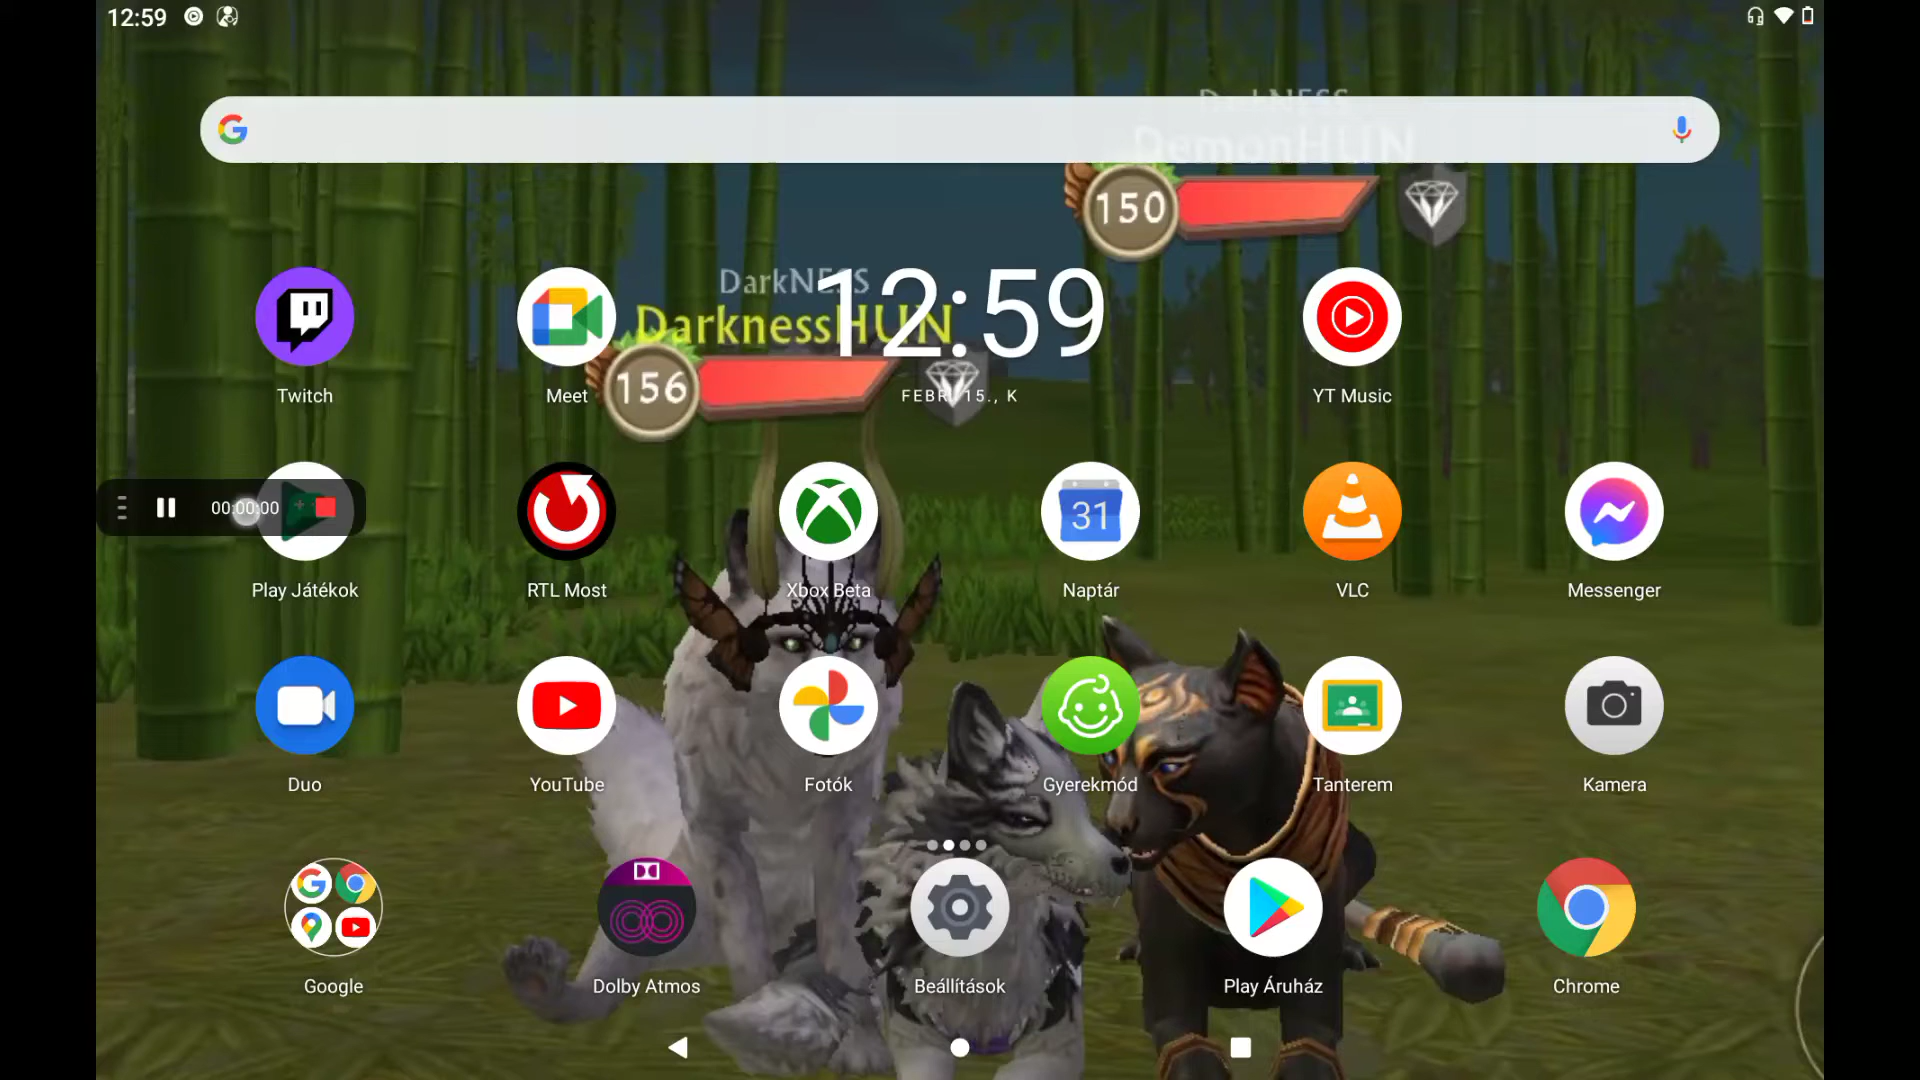 12:59
DarkNESS
DemonHUN
150
DarkNESS
12:59
DarknessHUN
156
FEBR. 15., K
Twitch
Meet
YT Music
00:00:00
31
Play Játékok
RTL Most
Xbox Beta
Naptár
VLC
Messenger
Duo
YouTube
Fotók
Gyerekmód
Tanterem
Kamera
Google
Dolby Atmos
Beállítások
Play Áruház
Chrome